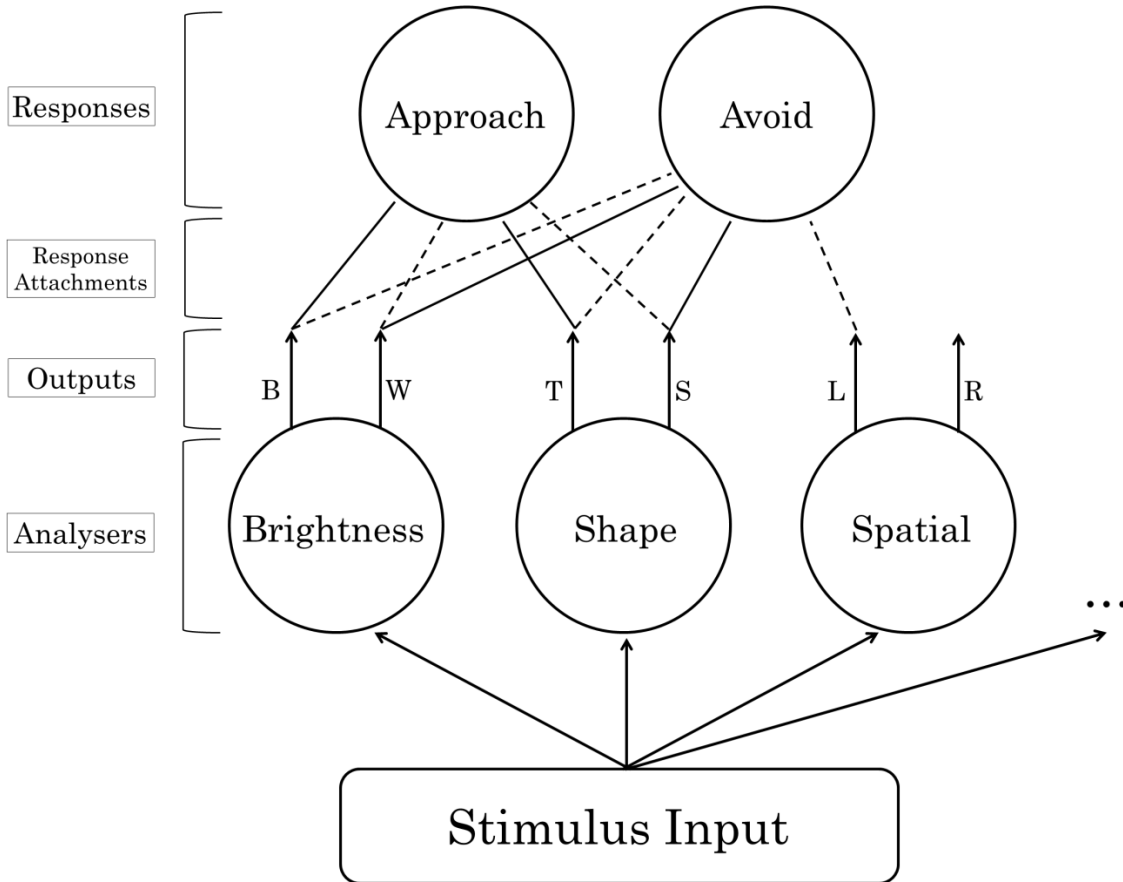 Responses
Approach
Avoid
Response
Attachments
Outputs
B
W
T
S
L
R
Analysers
Brightness
Shape
Spatial
...
Stimulus Input